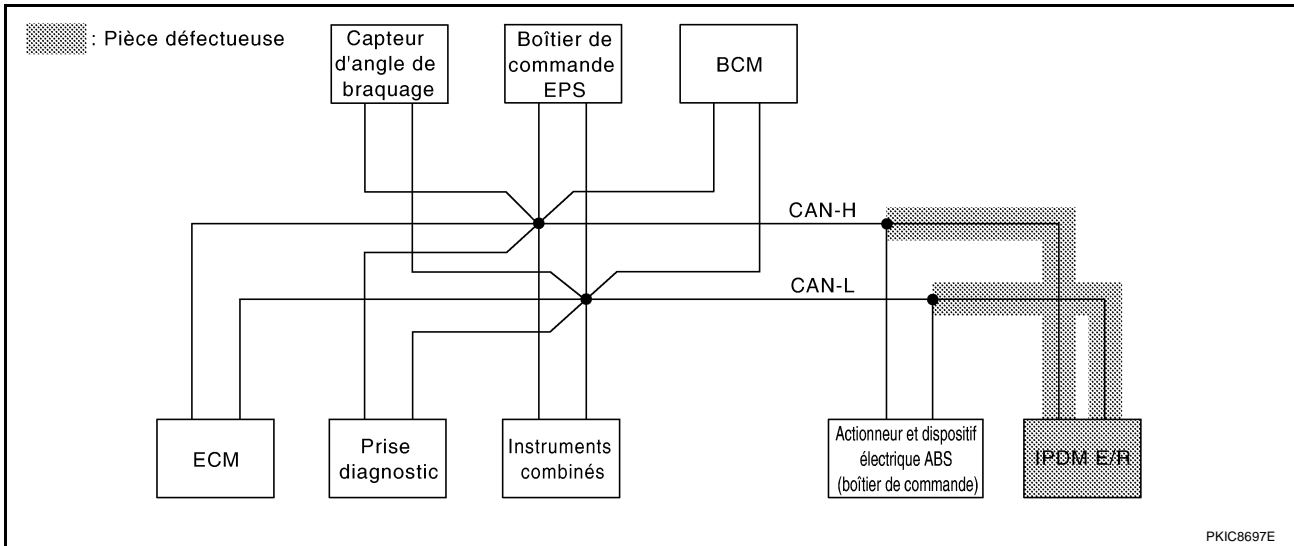 : Pièce défectueuse
Capteur
d'angle de
braquage
Boîtier de
commande
EPS
BCM
CAN-H
CAN-L
ECM
Prise
diagnostic
Instruments
combinés
Actionneur et dispositif
électrique ABS
(boîtier de commande)
IPDM E/R
PKIC8697E